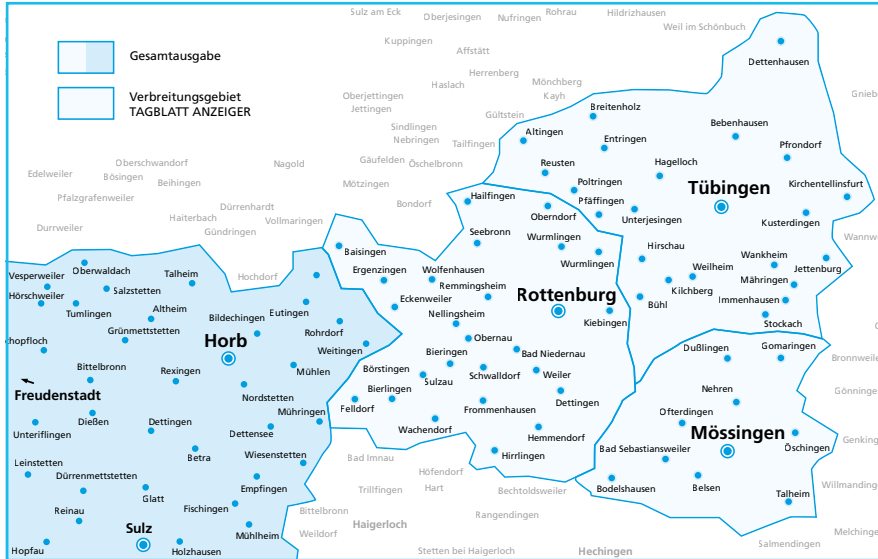 Sulz am Eck
Oberjesingen
Nufringen
Rohrau
Hildrizhausen
Weil im Schönbuch
Kuppingen
Affstätt
Gesamtausgabe
Dettenhausen
Herrenberg
Haslach
Mönchberg
Kayh
Verbreitungsgebiet
TAGBLATT ANZEIGER
Oberjettingen
Jettingen
Breitenholz
Gültstein
Sindlingen
Nebringen
Tailfingen
Altingen
Entringen
Bebenhausen
Pfrondorf
Oberschwandorf
Bösingen
Beihingen
Edelweiler
Pfalzgrafenweiler
Nagold
Gäufelden
Öschelbronn
Mötzingen
Reusten
Poltringen
Hagelloch
Tübingen
Kirchentellinsfurt
Bondorf
Hailfingen
Pfäffingen
Oberndorf
Unterjesingen
Kusterdingen
Dürrenhardt
Haiterbach
Vollmaringen
Gündringen
Durrweiler
Seebronn
Wurmlingen
Wurmlingen
Hirschau
Wankheim
Jettenburg
Baisingen
Ergenzingen
Wolfenhausen
Remmingsheim
Weilheim
Mähringen
Kilchberg
Immenhausen
Bühl
Stockach
Hochdorf
Vesperweiler
Oberwaldach
Talheim
Hörschweiler
Salzstetten
Tumlingen
Altheim
Bildechingen
Eutingen
Eckenweiler
Nellingsheim
Rottenburg
Kiebingen
Grünmettstetten
Horb
Rohrdorf
Weitingen
Obernau
Bad Niedernau
Dußlingen
Gomaringen
Bronnweiler
Bittelbronn
Rexingen
Mühlen
Börstingen
Bieringen
Sulzau
Schwalldorf
Weiler
Freudenstadt
Nordstetten
Bierlingen
Felldorf
Frommenhausen
Dettingen
Nehren
Ofterdingen
Mössingen
Öschingen
Unteriflingen
Dießen
Dettingen
Mühringen
Dettensee
Wachendorf
Hemmendorf
Hirrlingen
Bad Sebastiansweiler
Betra
Wiesenstetten
Bad Imnau
Leinstetten
Dürrenmettstetten
Glatt
Empfingen
Höfendorf
Trillfingen
Hart
Bechtoldsweiler
Bodelshausen
Belsen
Talheim
Reinau
Fischingen
Bittelbronn
Rangendingen
Haigerloch
Weildorf
Sulz
Mühlheim
Hopfau
Holzhausen
Stetten bei Haigerloch
Hechingen
Salmendingen